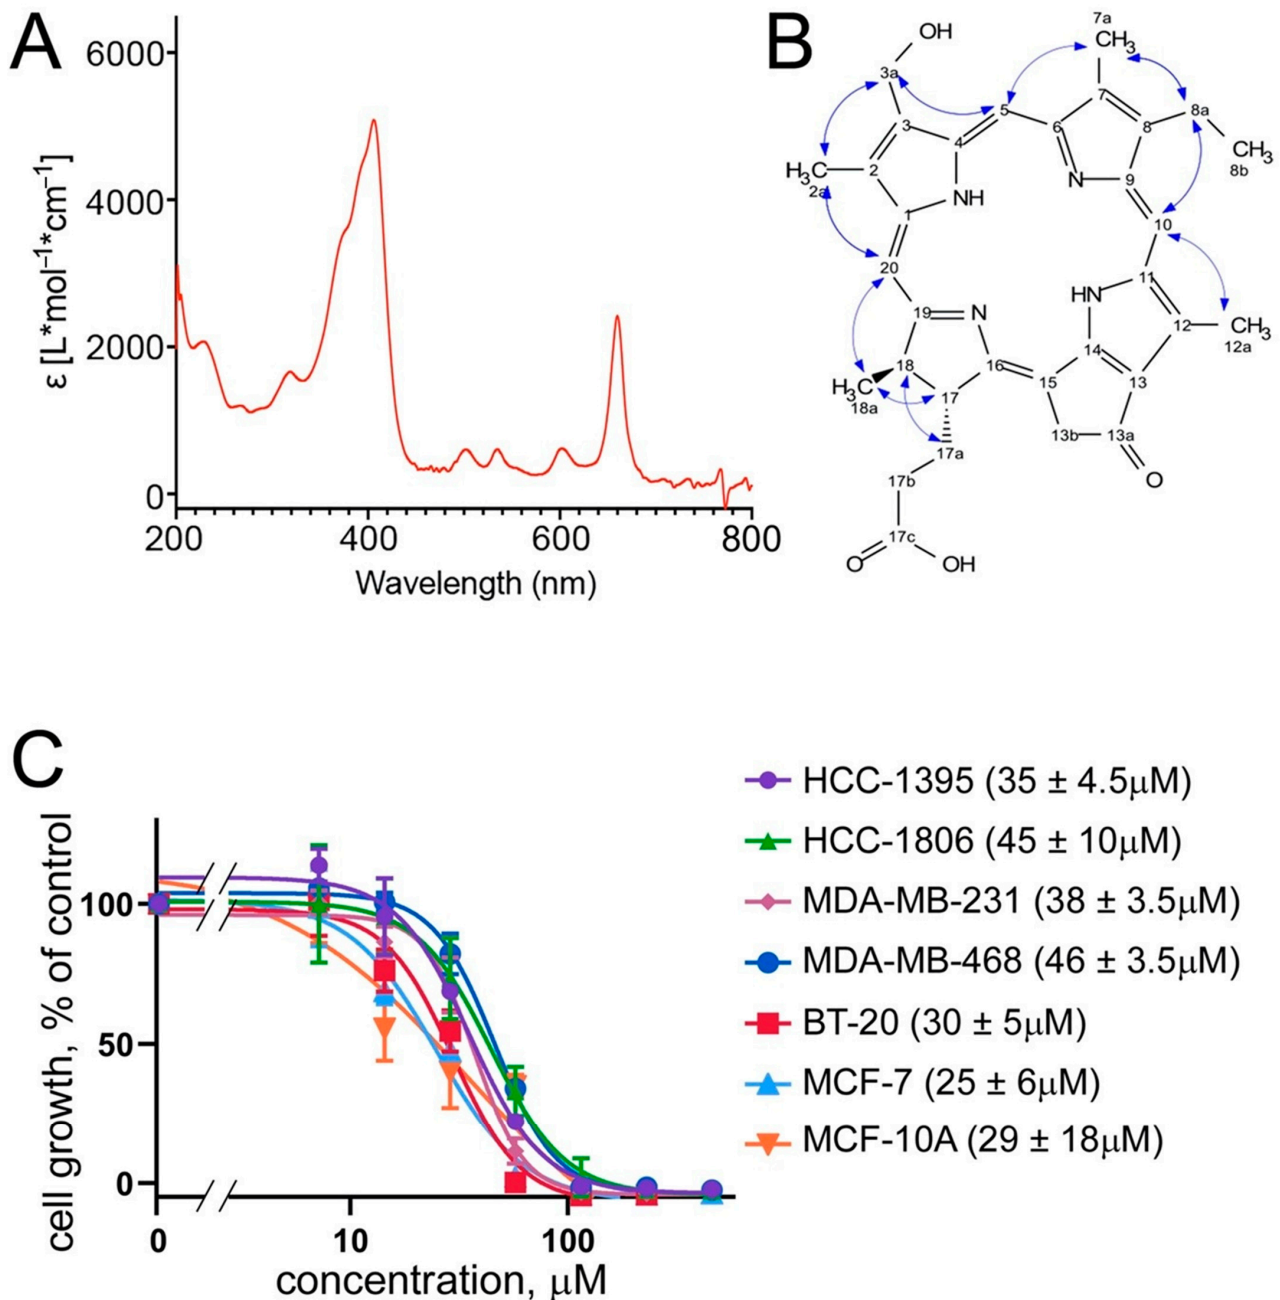 A
6000
4000
2000
0
ε [L*mol⁻¹*cm⁻¹]
200 400 600 800
Wavelength (nm)
B
OH
3a
7a
CH₃
3
5
7
8a
4
6
8
CH₃
8b
H₃C
2a
2
N
9
NH
1
10
20
HN
11
19
N
12
CH₃
12a
14
18
16
15
13
H₃C
18a
17
13b
13a
17a
O
17b
17c
O
OH
C
cell growth, % of control
100
50
0
0 10 100
concentration, μM
HCC-1395 (35 ± 4.5μM)
HCC-1806 (45 ± 10μM)
MDA-MB-231 (38 ± 3.5μM)
MDA-MB-468 (46 ± 3.5μM)
BT-20 (30 ± 5μM)
MCF-7 (25 ± 6μM)
MCF-10A (29 ± 18μM)